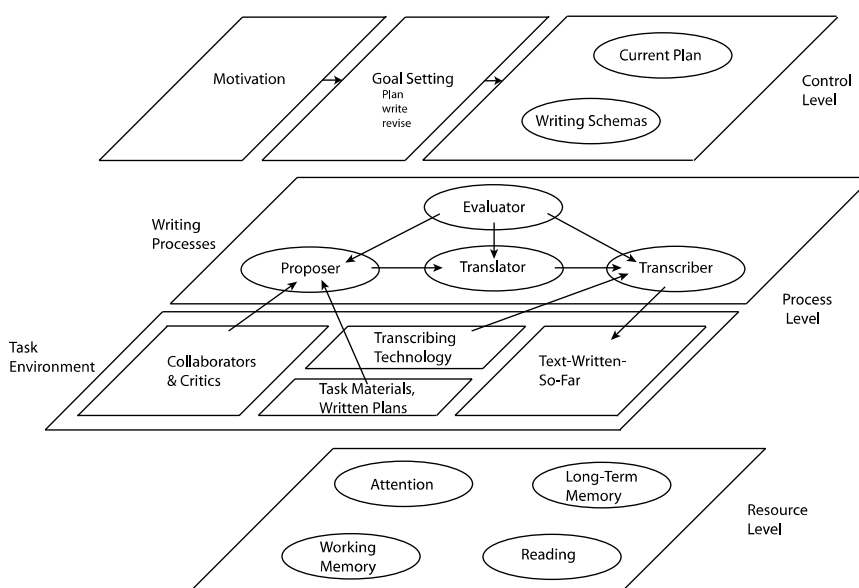 Motivation
Goal Setting
Plan
write
revise
Current Plan
Writing Schemas
Control
Level
Writing
Processes
Evaluator
Proposer
Translator
Transcriber
Process
Level
Task
Environment
Collaborators
& Critics
Transcribing
Technology
Task Materials,
Written Plans
Text-Written-
So-Far
Attention
Long-Term
Memory
Working
Memory
Reading
Resource
Level